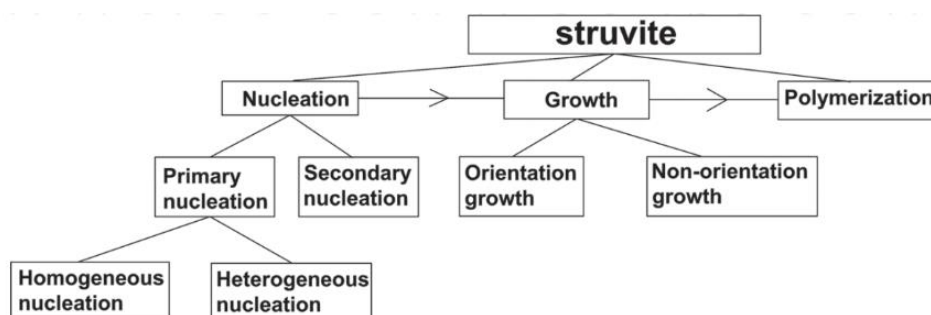 struvite
Nucleation
Growth
Polymerization
Primary
nucleation
Secondary
nucleation
Orientation
growth
Non-orientation
growth
Homogeneous
nucleation
Heterogeneous
nucleation